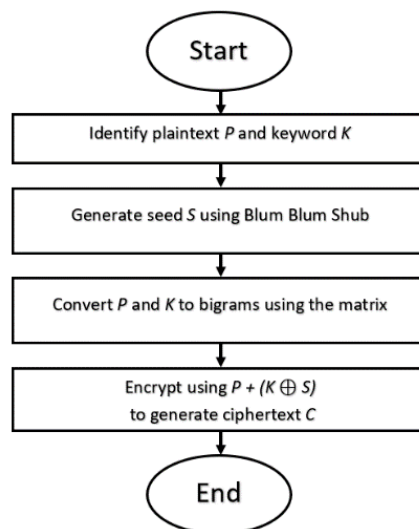 Start
Identify plaintext P and keyword K
Generate seed S using Blum Blum Shub
Convert P and K to bigrams using the matrix
Encrypt using P + (K ⊕ S)
to generate ciphertext C
End